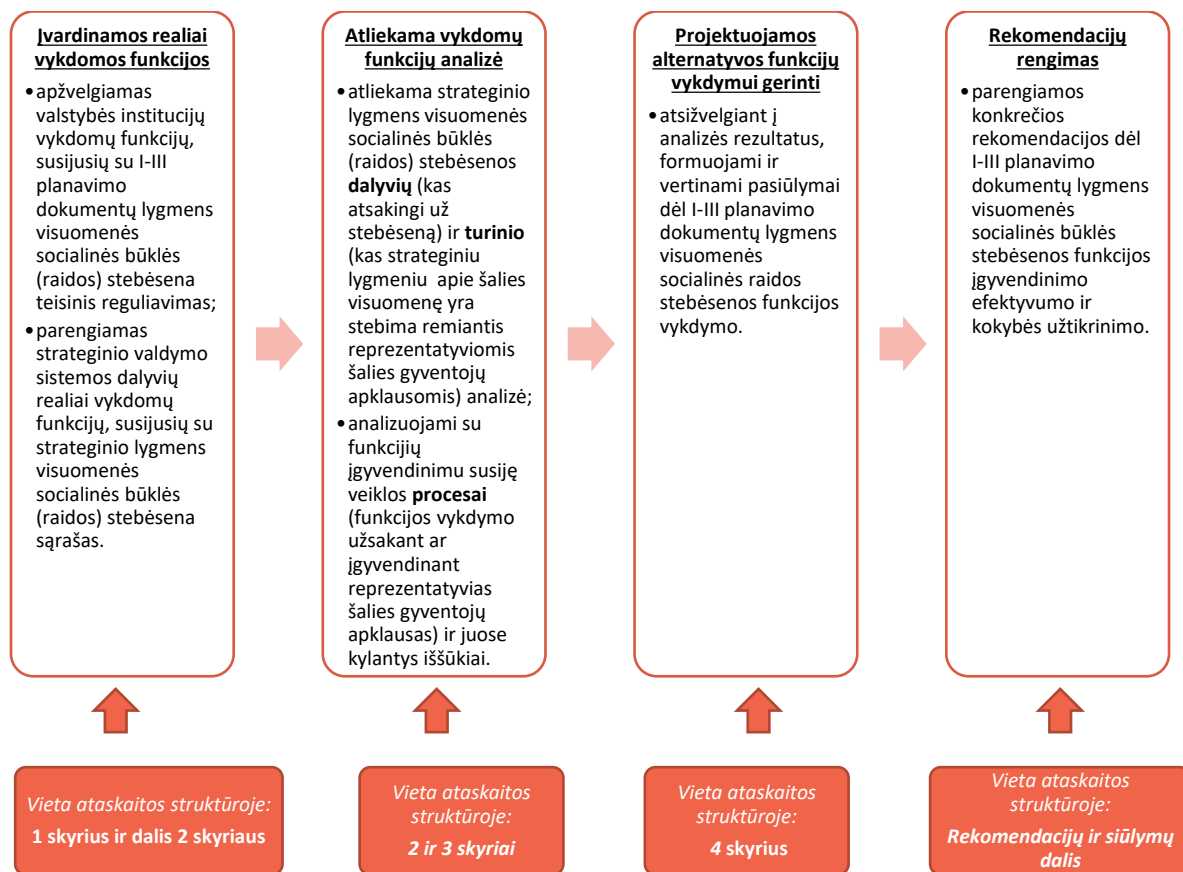 Įvardinamos realiai
vykdomos funkcijos
•apžvelgiamas
valstybės institucijų
vykdomų funkcijų,
susijusių su I-III
planavimo
dokumentų lygmens
visuomenės
socialinės būklės
(raidos) stebėsena
teisinis reguliavimas;
•parengiamas
strateginio valdymo
sistemos dalyvių
realiai vykdomų
funkcijų, susijusių su
strateginio lygmens
visuomenės
socialinės būklės
(raidos) stebėsena
sąrašas.
Atliekama vykdomų
funkcijų analizė
•atliekama strateginio
lygmens visuomenės
socialinės būklės
(raidos) stebėsenos
dalyvių (kas
atsakingi už
stebėseną) ir turinio
(kas strateginiu
lygmeniu apie šalies
visuomenę yra
stebima remiantis
reprezentatyviomis
šalies gyventojų
apklausomis) analizė;
•analizuojami su
funkcijių
įgyvendinimu susiję
veiklos procesai
(funkcijos vykdymo
užsakant ar
įgyvendinant
reprezentatyvias
šalies gyventojų
apklausas) ir juose
kylantys iššūkiai.
Projektuojamos
alternatyvos funkcijų
vykdymui gerinti
•atsižvelgiant į
analizės rezultatus,
formuojami ir
vertinami pasiūlymai
dėl I-III planavimo
dokumentų lygmens
visuomenės
socialinės raidos
stebėsenos funkcijos
vykdymo.
Rekomendacijų
rengimas
•parengiamos
konkrečios
rekomendacijos dėl
I-III planavimo
dokumentų lygmens
visuomenės
socialinės būklės
stebėsenos funkcijos
įgyvendinimo
efektyvumo ir
kokybės užtikrinimo.
Vieta ataskaitos struktūroje:
1 skyrius ir dalis 2 skyriaus
Vieta ataskaitos
struktūroje:
2 ir 3 skyriai
Vieta ataskaitos
struktūroje:
4 skyrius
Vieta ataskaitos
struktūroje:
Rekomendacijų ir siūlymų
dalis